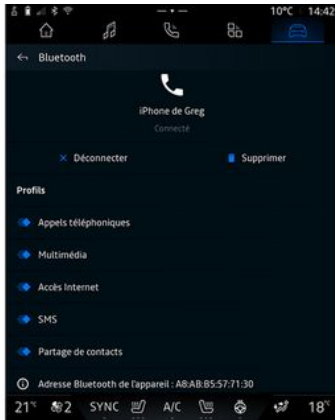 10°C 14:42
Bluetooth
iPhone de Greg
Connecté
Déconnecter Supprimer
Profils
Appels téléphoniques
Multimédia
Accès Internet
SMS
Partage de contacts
Adresse Bluetooth de l'appareil : A8:AB:B5:57:71:30
21°c 2 SYNC A/C 18°c